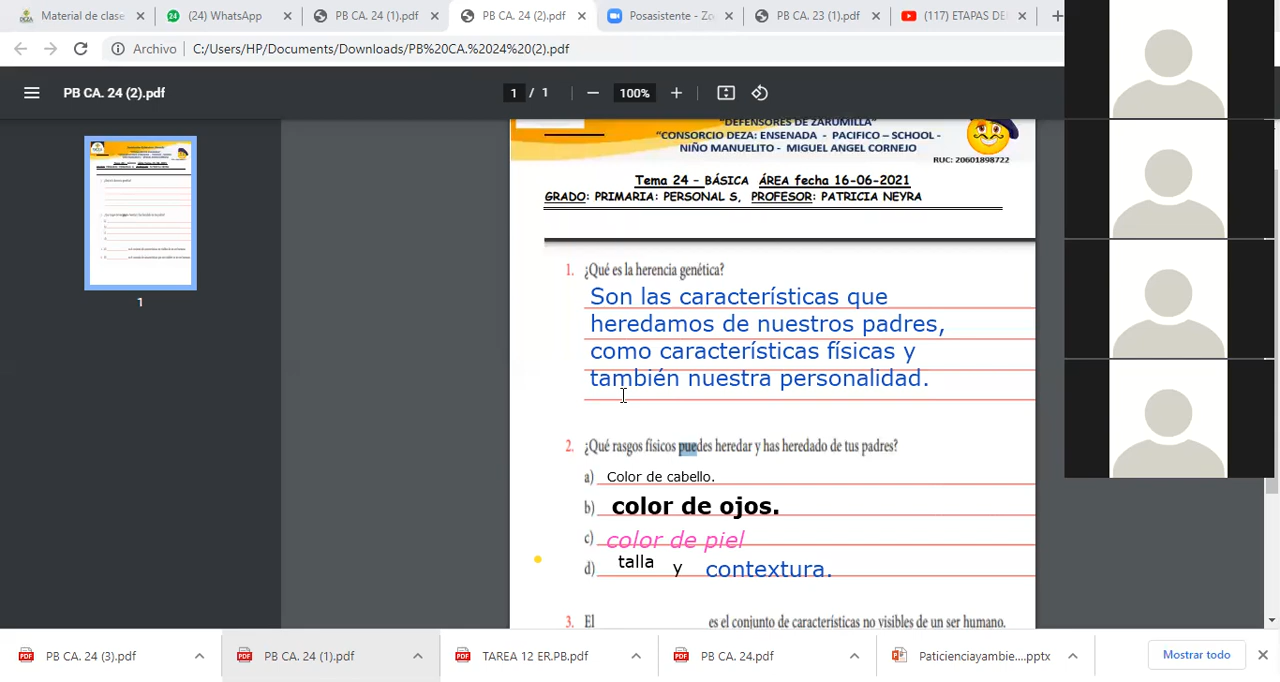 Material de clase
(24) WhatsApp
PB CA. 24 (1).pdf
PB CA. 24 (2).pdf
Posasistente - Zo
PB CA. 23 (1).pdf
(117) ETAPAS DE
Archivo
C:/Users/HP/Documents/Downloads/PB%20CA.%2024%20(2).pdf
PB CA. 24 (2).pdf
1 / 1
100%
"DEFENSORES DE ZARUMILLA"
"CONSORCIO DEZA: ENSENADA - PACIFICO – SCHOOL -
NIÑO MANUELITO - MIGUEL ANGEL CORNEJO
RUC: 20601898722
Tema 24 – BÁSICA ÁREA fecha 16-06-2021
GRADO: PRIMARIA: PERSONAL S, PROFESOR: PATRICIA NEYRA
1. ¿Qué es la herencia genética?
Son las características que
heredamos de nuestros padres,
como características físicas y
también nuestra personalidad.
2. ¿Qué rasgos físicos puedes heredar y has heredado de tus padres?
a) Color de cabello.
b) color de ojos.
c) color de piel
d) talla y contextura.
3. El es el conjunto de características no visibles de un ser humano.
1
PB CA. 24 (3).pdf
PB CA. 24 (1).pdf
TAREA 12 ER.PB.pdf
PB CA. 24.pdf
Paticienciayambie....pptx
Mostrar todo